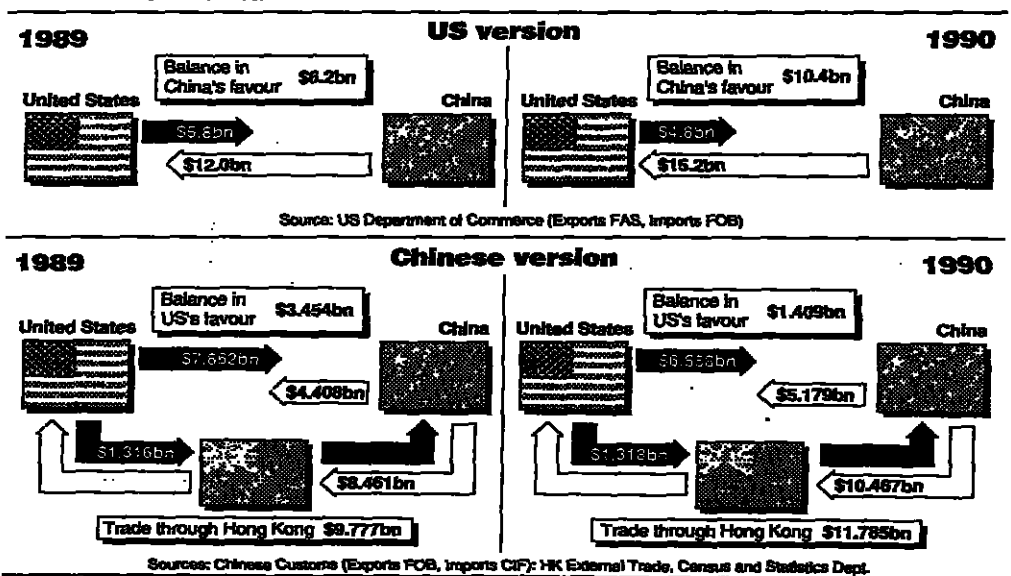 US version
1989
1990
Balance in
China's favour $6.2bn
Balance in
China's favour $10.4bn
United States
China
United States
China
$5.8bn
$12.0bn
$4.8bn
$15.2bn
Source: US Department of Commerce (Exports FAS, Imports FOB)
Chinese version
1989
1990
Balance in
US's favour $3.454bn
Balance in
US's favour $1.409bn
United States
China
United States
China
$7.862bn
$4.408bn
$6.588bn
$5.179bn
$1.316bn
$8.461bn
$1.318bn
$10.467bn
Trade through Hong Kong $9.777bn
Trade through Hong Kong $11.785bn
Sources: Chinese Customs (Exports FOB, Imports CIF): HK External Trade, Census and Statistics Dept.